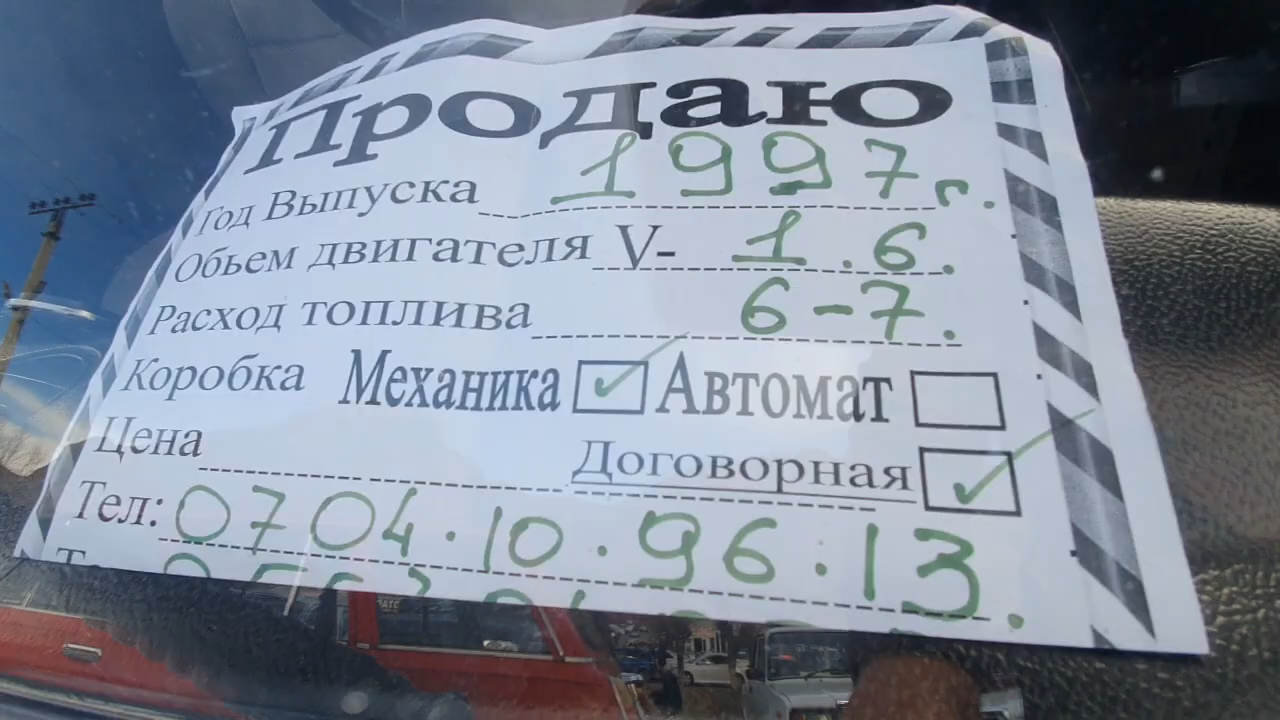 Продаю
Год Выпуска 1997 г.
Обьем двигателя V- 1.6.
Расход топлива 6-7.
Коробка Механика Автомат
Цена Договорная
Тел: 0704.10.96.13.